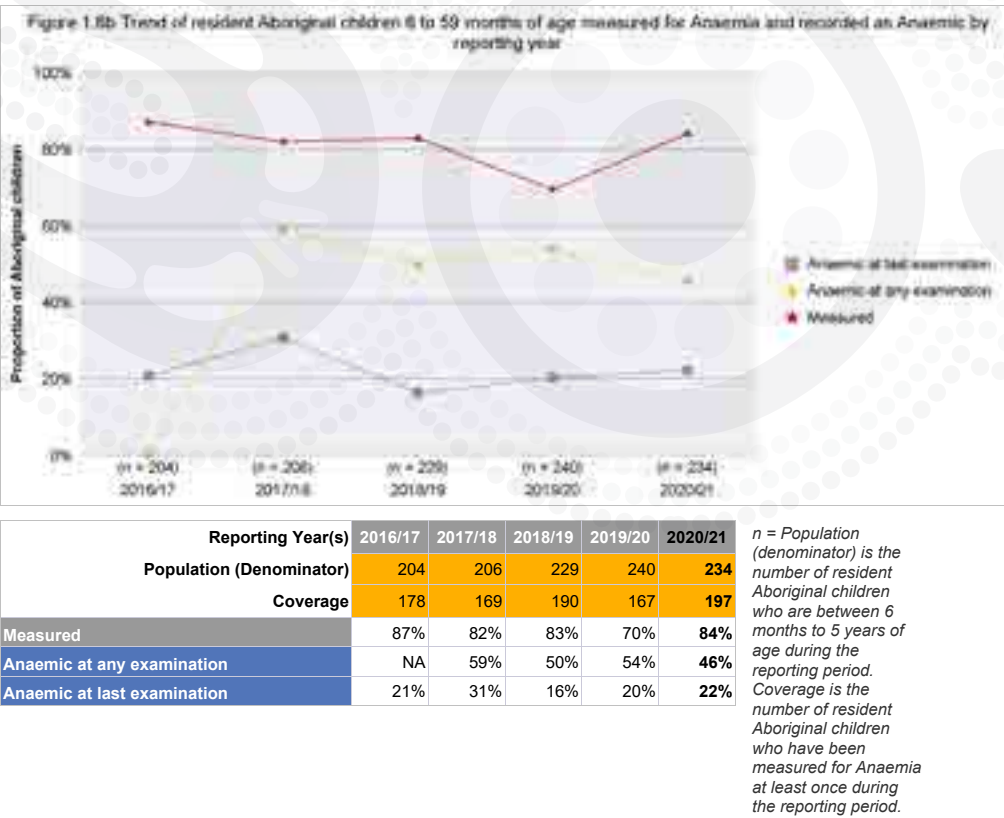 Figure 1.6b Trend of resident Aboriginal children 6 to 59 months of age measured for Anaemia and recorded as Anaemic by
reporting year
100%
80%
60%
40%
20%
0%
Proportion of Aboriginal children
(n = 204)
(n = 206)
(n = 229)
(n = 240)
(n = 234)
2016/17
2017/18
2018/19
2019/20
2020/21
Anaemic at last examination
Anaemic at any examination
Measured
Reporting Year(s) 2016/17 2017/18 2018/19 2019/20 2020/21
Population (Denominator) 204 206 229 240 234
Coverage 178 169 190 167 197
Measured 87% 82% 83% 70% 84%
Anaemic at any examination NA 59% 50% 54% 46%
Anaemic at last examination 21% 31% 16% 20% 22%
n = Population
(denominator) is the
number of resident
Aboriginal children
who are between 6
months to 5 years of
age during the
reporting period.
Coverage is the
number of resident
Aboriginal children
who have been
measured for Anaemia
at least once during
the reporting period.